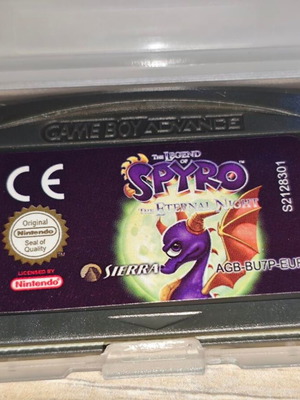 GAME BOY ADVANCE
CE
THE LEGEND
OF
SPYRO™
THE ETERNAL NIGHT
Original
Nintendo
Seal of
Quality
LICENSED BY
Nintendo
SIERRA
AGB-BU7P-EUR
S2128301